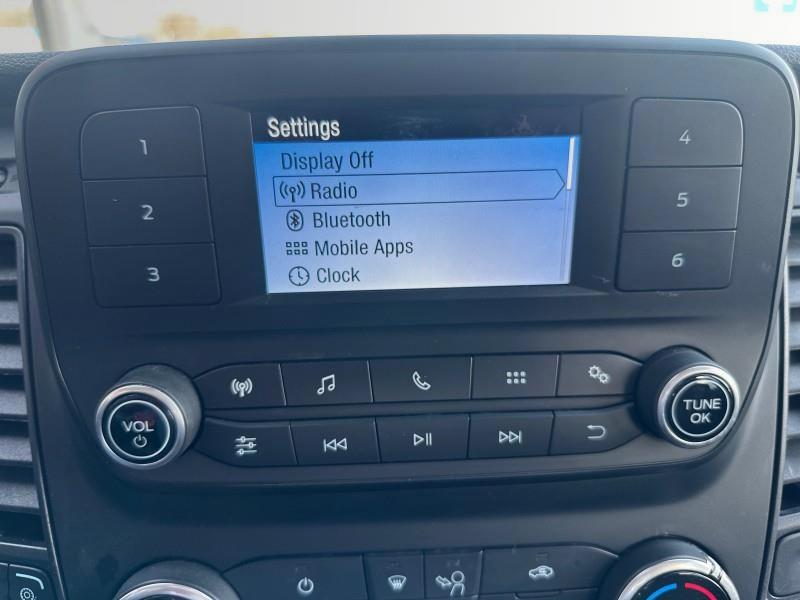 Settings
Display Off
Radio
Bluetooth
Mobile Apps
Clock
1
2
3
4
5
6
VOL
TUNE
OK